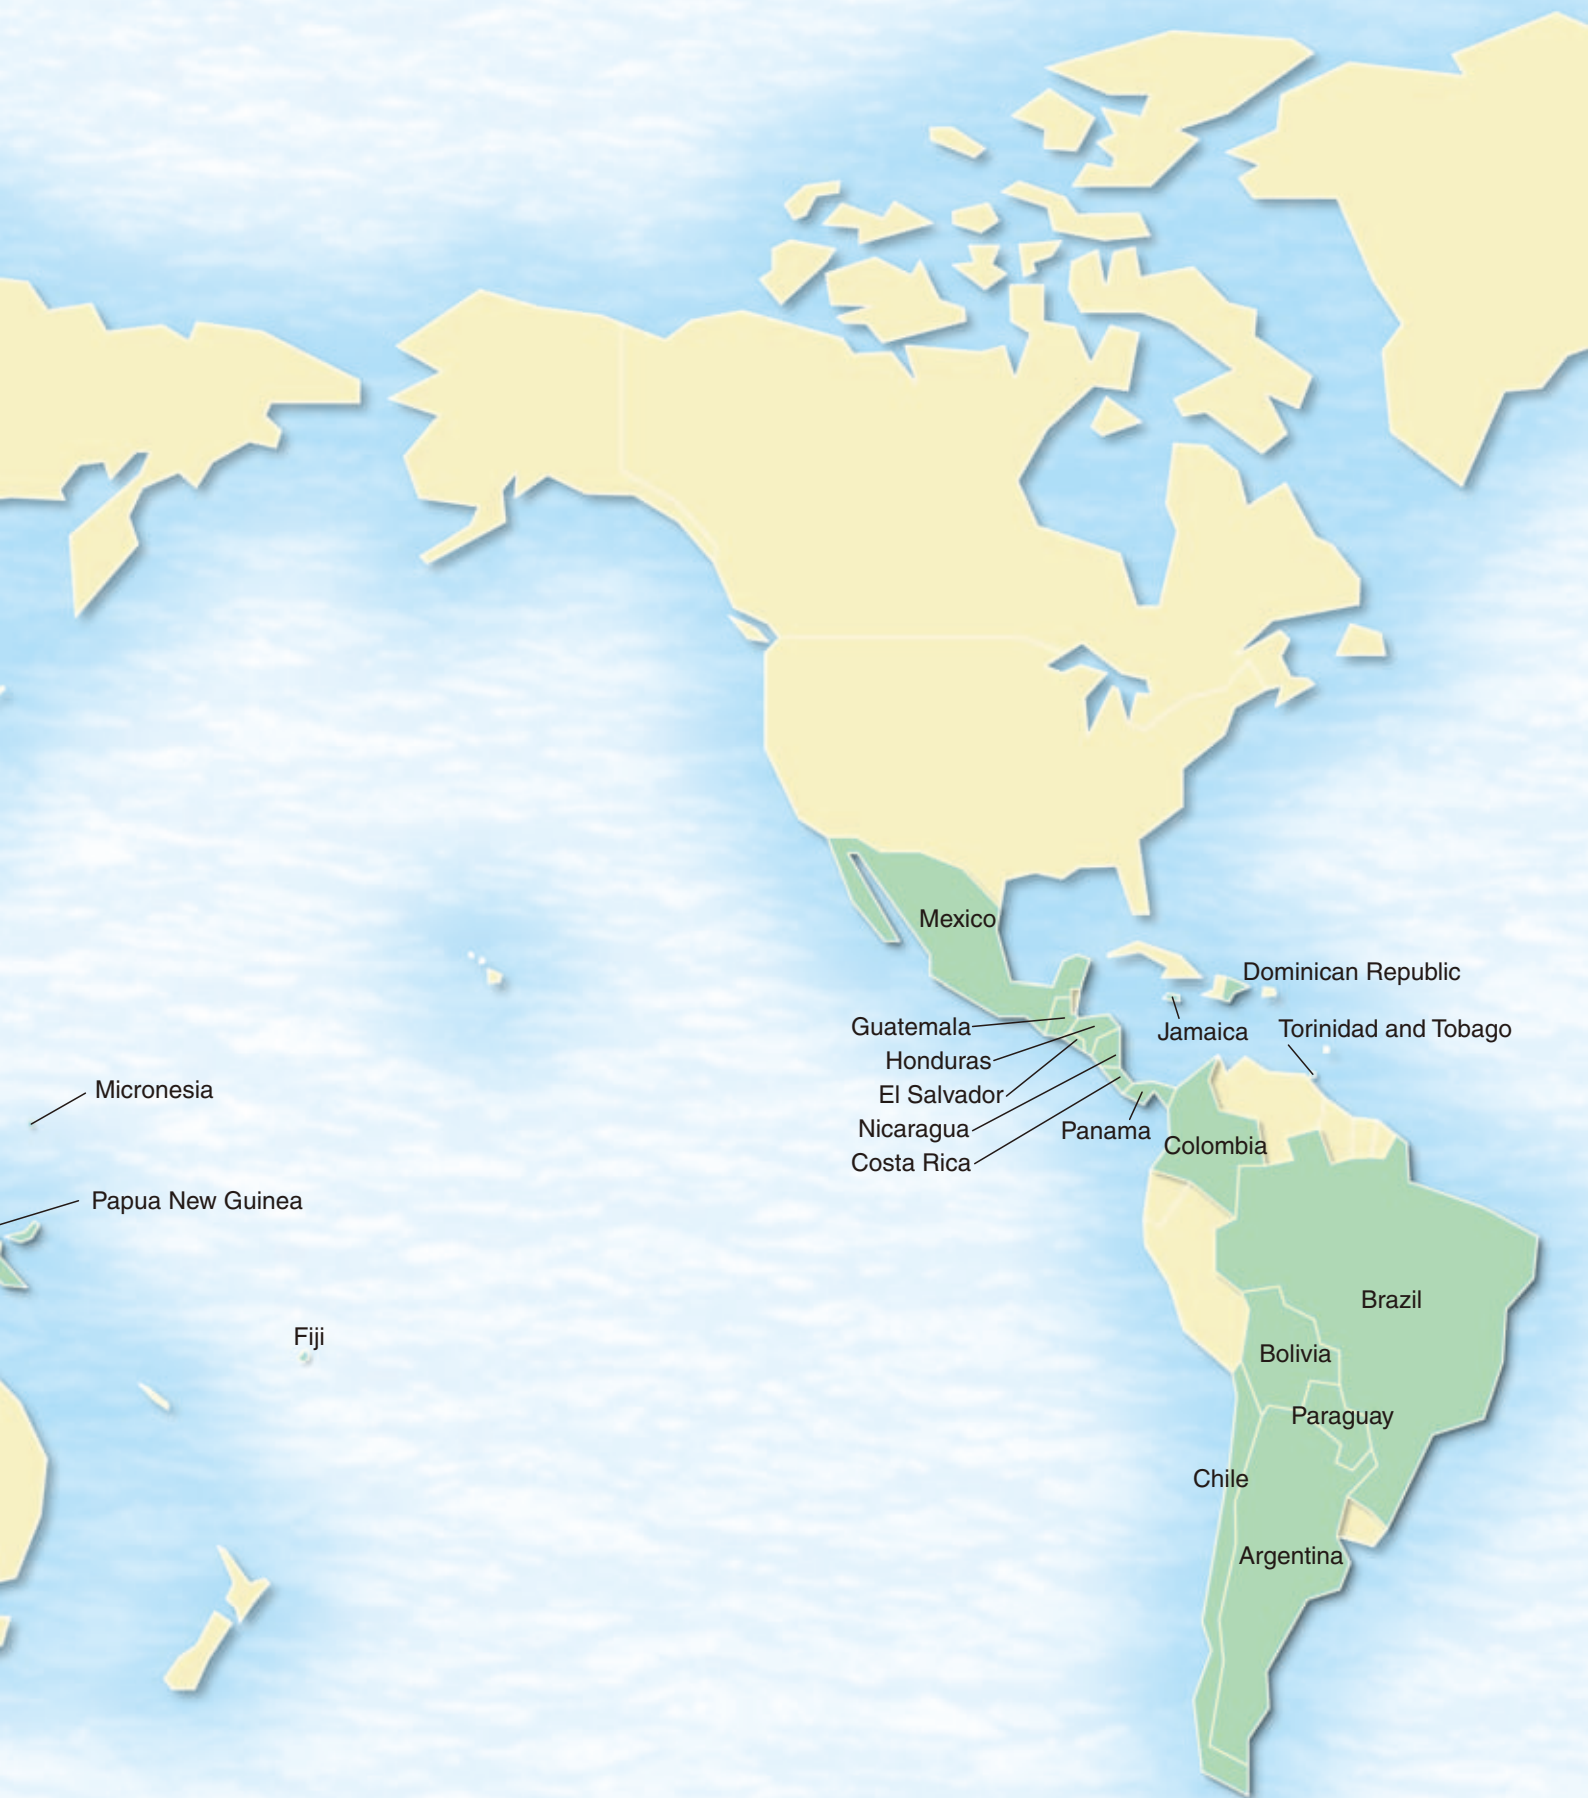 Mexico
Dominican Republic
Guatemala
Jamaica
Torinidad and Tobago
Honduras
El Salvador
Micronesia
Nicaragua
Panama
Colombia
Costa Rica
Papua New Guinea
Brazil
Fiji
Bolivia
Paraguay
Chile
Argentina